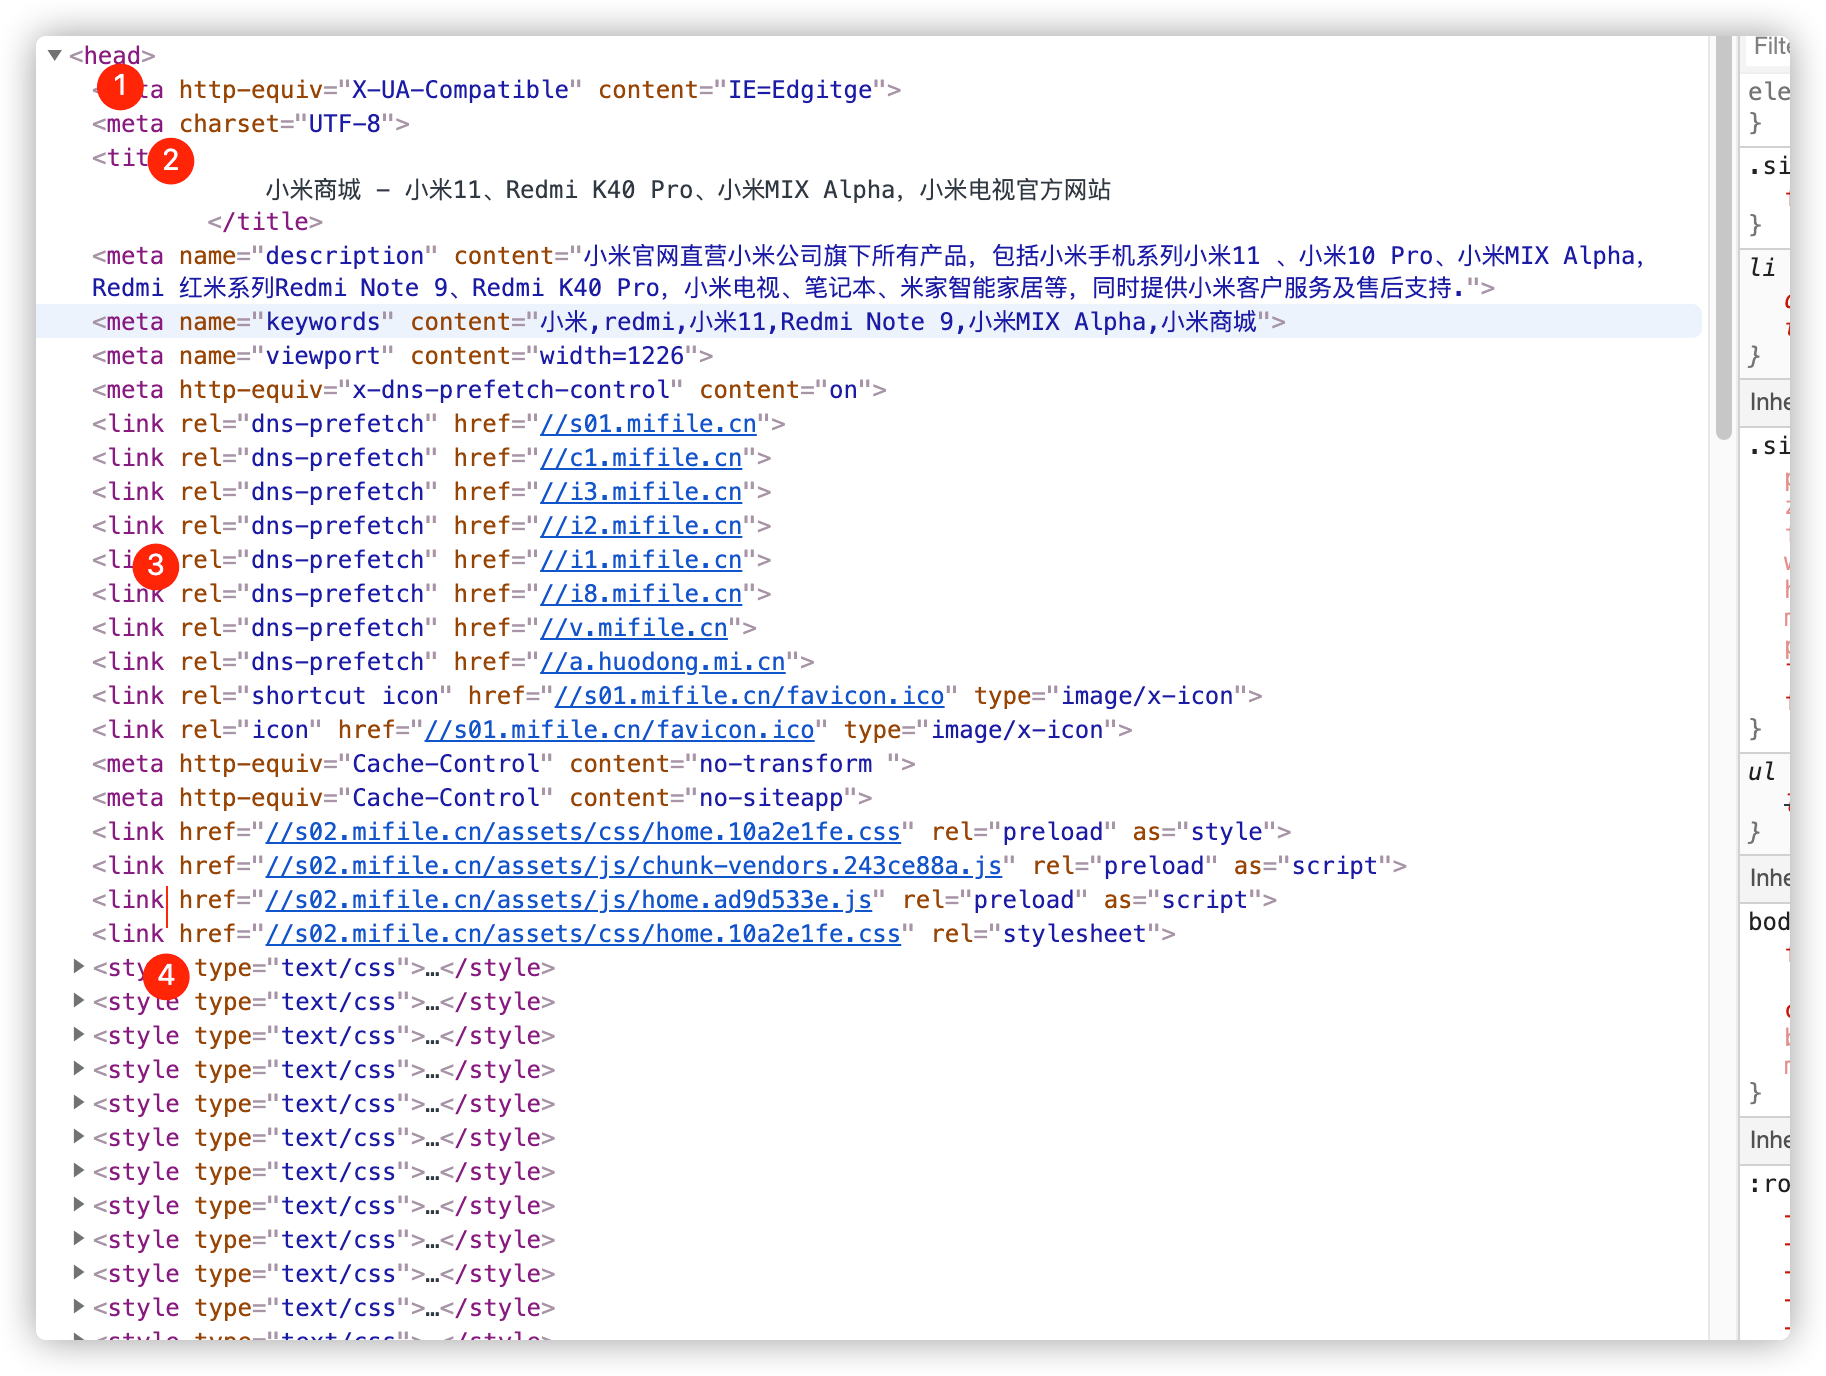 ▼<head>
1 ta http-equiv="X-UA-Compatible" content="IE=Edgitge">
<meta charset="UTF-8">
<tit 2
小米商城 - 小米11、Redmi K40 Pro、小米MIX Alpha，小米电视官方网站
</title>
<meta name="description" content="小米官网直营小米公司旗下所有产品，包括小米手机系列小米11 、小米10 Pro、小米MIX Alpha，
Redmi 红米系列Redmi Note 9、Redmi K40 Pro，小米电视、笔记本、米家智能家居等，同时提供小米客户服务及售后支持.">
<meta name="keywords" content="小米,redmi,小米11,Redmi Note 9,小米MIX Alpha,小米商城">
<meta name="viewport" content="width=1226">
<meta http-equiv="x-dns-prefetch-control" content="on">
<link rel="dns-prefetch" href="//s01.mifile.cn">
<link rel="dns-prefetch" href="//c1.mifile.cn">
<link rel="dns-prefetch" href="//i3.mifile.cn">
<link rel="dns-prefetch" href="//i2.mifile.cn">
<li 3 rel="dns-prefetch" href="//i1.mifile.cn">
<link rel="dns-prefetch" href="//i8.mifile.cn">
<link rel="dns-prefetch" href="//v.mifile.cn">
<link rel="dns-prefetch" href="//a.huodong.mi.cn">
<link rel="shortcut icon" href="//s01.mifile.cn/favicon.ico" type="image/x-icon">
<link rel="icon" href="//s01.mifile.cn/favicon.ico" type="image/x-icon">
<meta http-equiv="Cache-Control" content="no-transform ">
<meta http-equiv="Cache-Control" content="no-siteapp">
<link href="//s02.mifile.cn/assets/css/home.10a2e1fe.css" rel="preload" as="style">
<link href="//s02.mifile.cn/assets/js/chunk-vendors.243ce88a.js" rel="preload" as="script">
<link href="//s02.mifile.cn/assets/js/home.ad9d533e.js" rel="preload" as="script">
<link href="//s02.mifile.cn/assets/css/home.10a2e1fe.css" rel="stylesheet">
▶<sty 4 type="text/css">…</style>
▶<style type="text/css">…</style>
▶<style type="text/css">…</style>
▶<style type="text/css">…</style>
▶<style type="text/css">…</style>
▶<style type="text/css">…</style>
▶<style type="text/css">…</style>
▶<style type="text/css">…</style>
▶<style type="text/css">…</style>
▶<style type="text/css">…</style>
▶<style type="text/css">…</style>
Filte
ele
}
.si
}
li
}
Inhe
.si
}
ul
}
Inhe
bod
}
Inhe
:ro